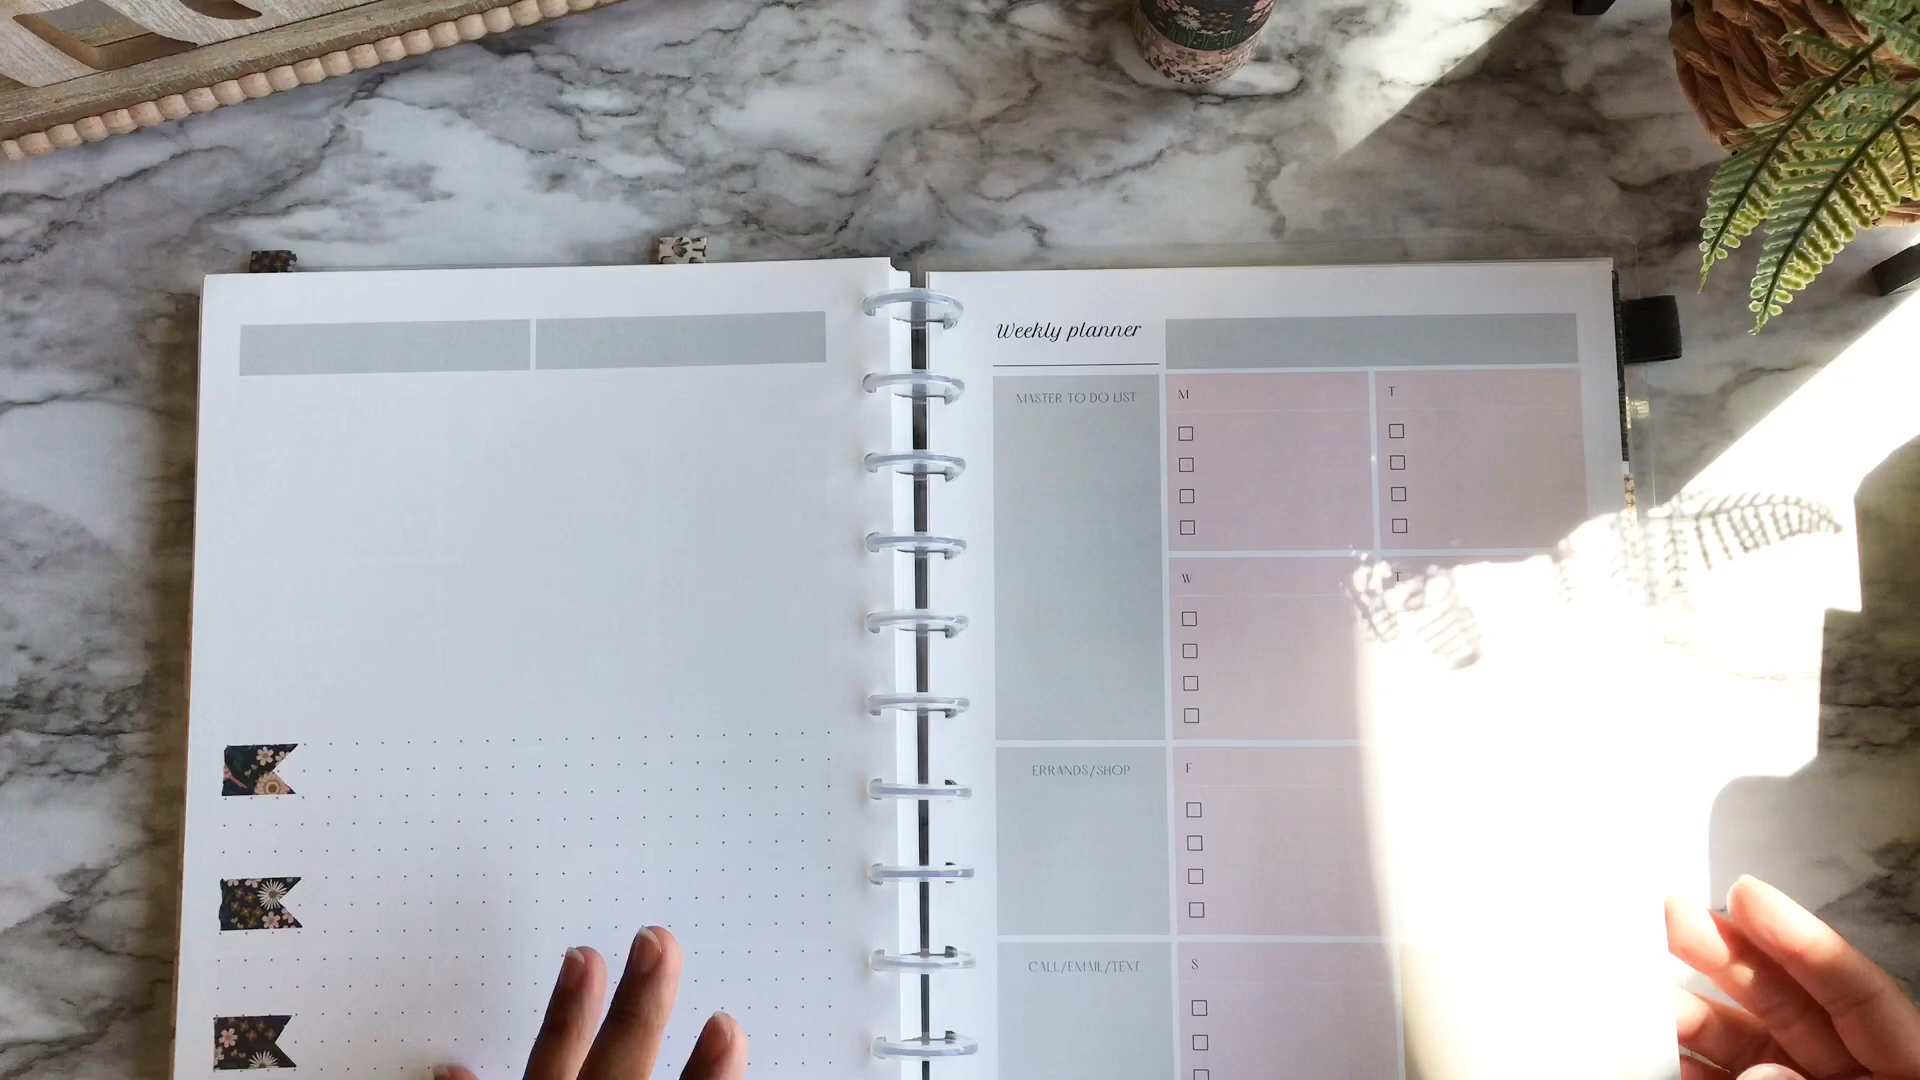 Weekly planner
MASTER TO DO LIST
M
T
W
T
ERRANDS/SHOP
F
CALL/EMAIL/TEXT
S